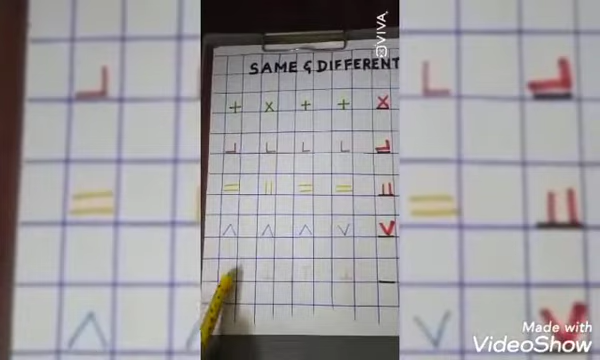 VIVA
SAME & DIFFERENT
+ × + + ×
⅃ L L L ⅃
= || = = ||
∧ ∧ ∧ ∨ ∨
Made with
VideoShow